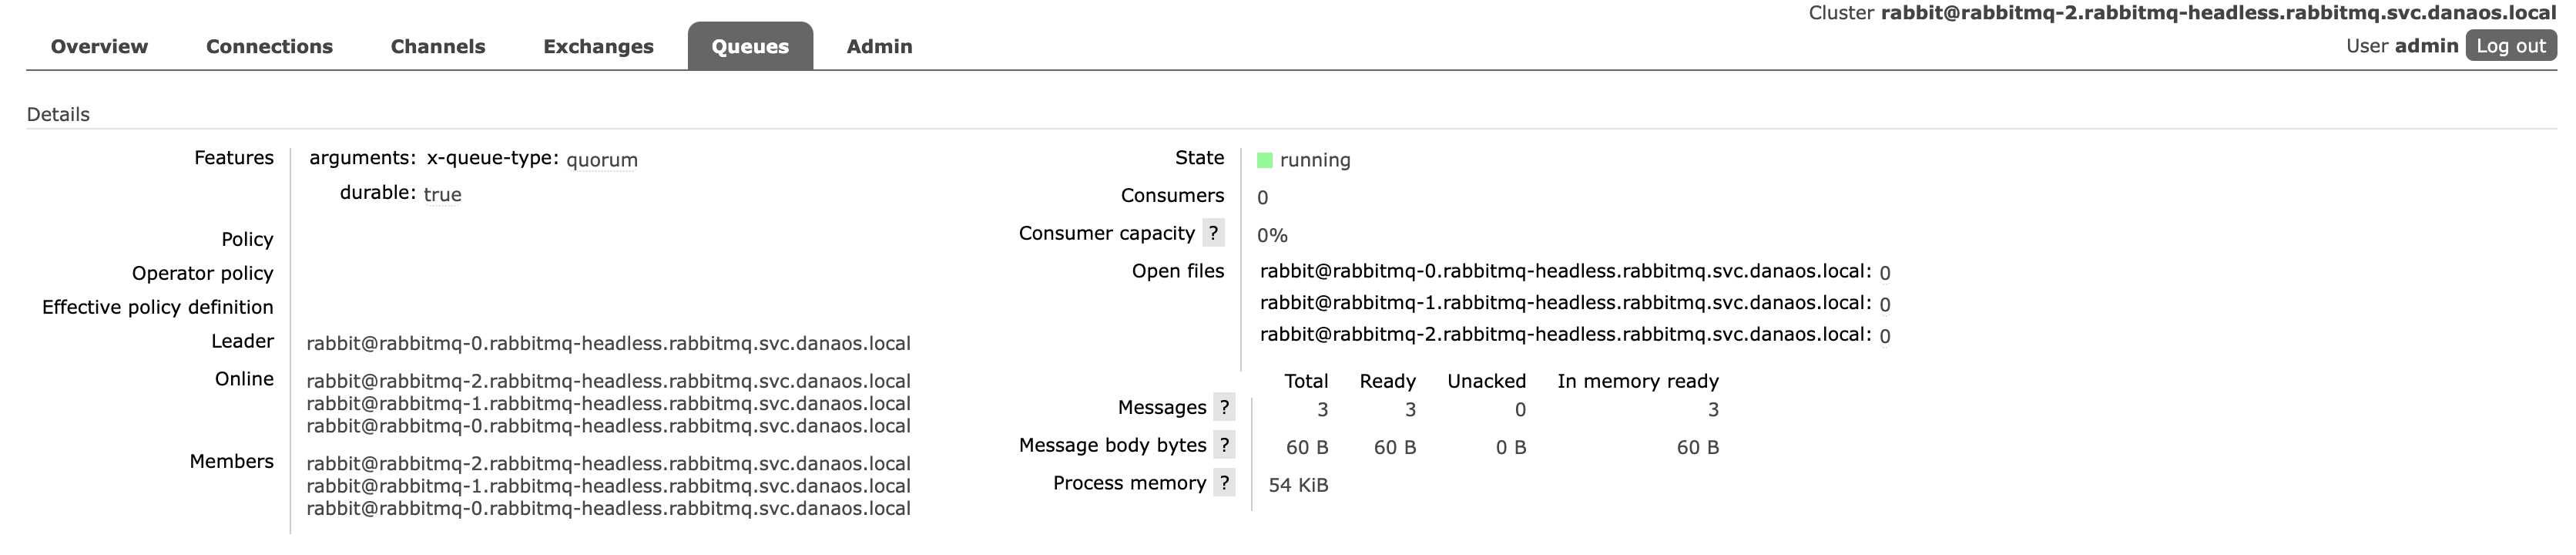 Cluster rabbit@rabbitmq-2.rabbitmq-headless.rabbitmq.svc.danaos.local
Overview Connections Channels Exchanges Queues Admin
User admin Log out
Details
Features arguments: x-queue-type: quorum
durable: true
Policy
Operator policy
Effective policy definition
Leader rabbit@rabbitmq-0.rabbitmq-headless.rabbitmq.svc.danaos.local
Online rabbit@rabbitmq-2.rabbitmq-headless.rabbitmq.svc.danaos.local
rabbit@rabbitmq-1.rabbitmq-headless.rabbitmq.svc.danaos.local
rabbit@rabbitmq-0.rabbitmq-headless.rabbitmq.svc.danaos.local
Members rabbit@rabbitmq-2.rabbitmq-headless.rabbitmq.svc.danaos.local
rabbit@rabbitmq-1.rabbitmq-headless.rabbitmq.svc.danaos.local
rabbit@rabbitmq-0.rabbitmq-headless.rabbitmq.svc.danaos.local
State running
Consumers 0
Consumer capacity ? 0%
Open files rabbit@rabbitmq-0.rabbitmq-headless.rabbitmq.svc.danaos.local: 0
rabbit@rabbitmq-1.rabbitmq-headless.rabbitmq.svc.danaos.local: 0
rabbit@rabbitmq-2.rabbitmq-headless.rabbitmq.svc.danaos.local: 0
Total Ready Unacked In memory ready
Messages ? 3 3 0 3
Message body bytes ? 60 B 60 B 0 B 60 B
Process memory ? 54 KiB